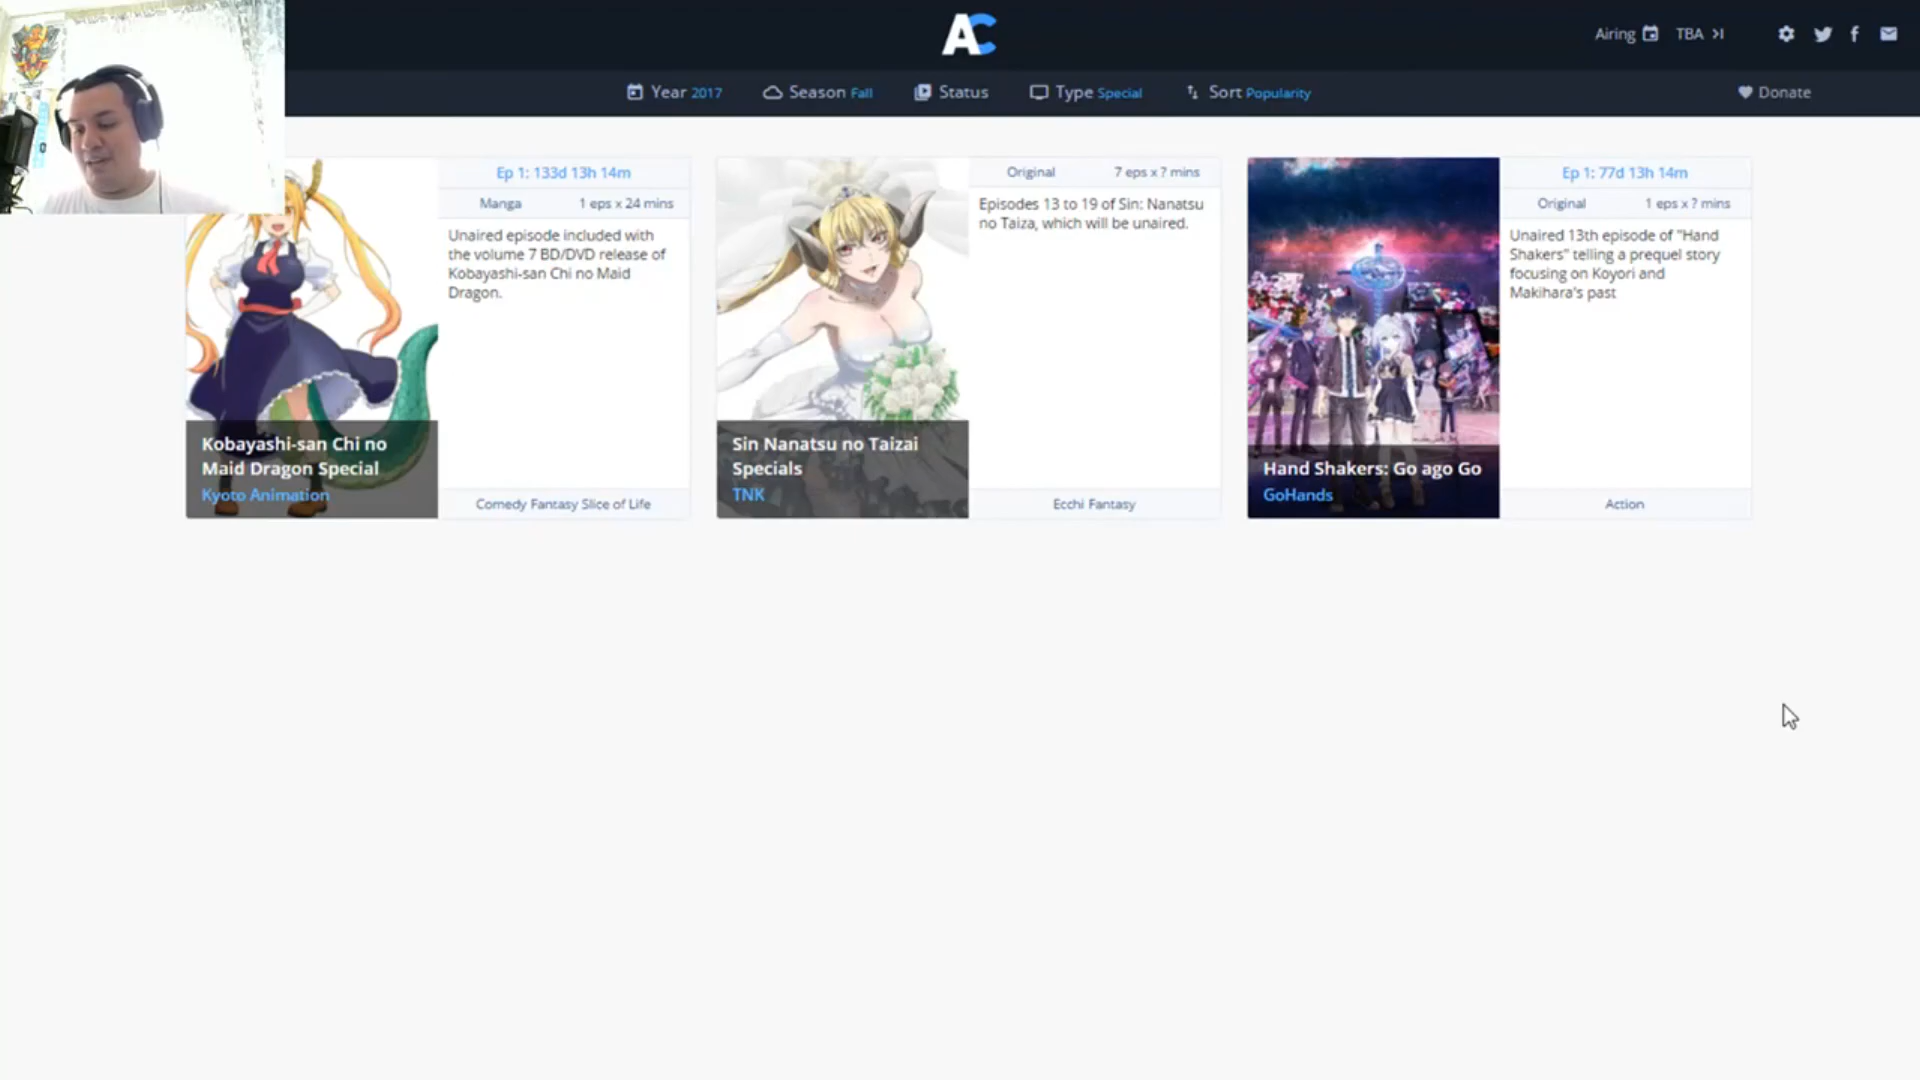 AC
Airing
TBA
Year 2017
Season Fall
Status
Type Special
Sort Popularity
Donate
Ep 1: 133d 13h 14m
Manga
1 eps x 24 mins
Unaired episode included with
the volume 7 BD/DVD release of
Kobayashi-san Chi no Maid
Dragon.
Kobayashi-san Chi no
Maid Dragon Special
Kyoto Animation
Comedy Fantasy Slice of Life
Original
7 eps x ? mins
Episodes 13 to 19 of Sin: Nanatsu
no Taiza, which will be unaired.
Sin Nanatsu no Taizai
Specials
TNK
Ecchi Fantasy
Ep 1: 77d 13h 14m
Original
1 eps x ? mins
Unaired 13th episode of "Hand
Shakers" telling a prequel story
focusing on Koyori and
Makihara's past
Hand Shakers: Go ago Go
GoHands
Action